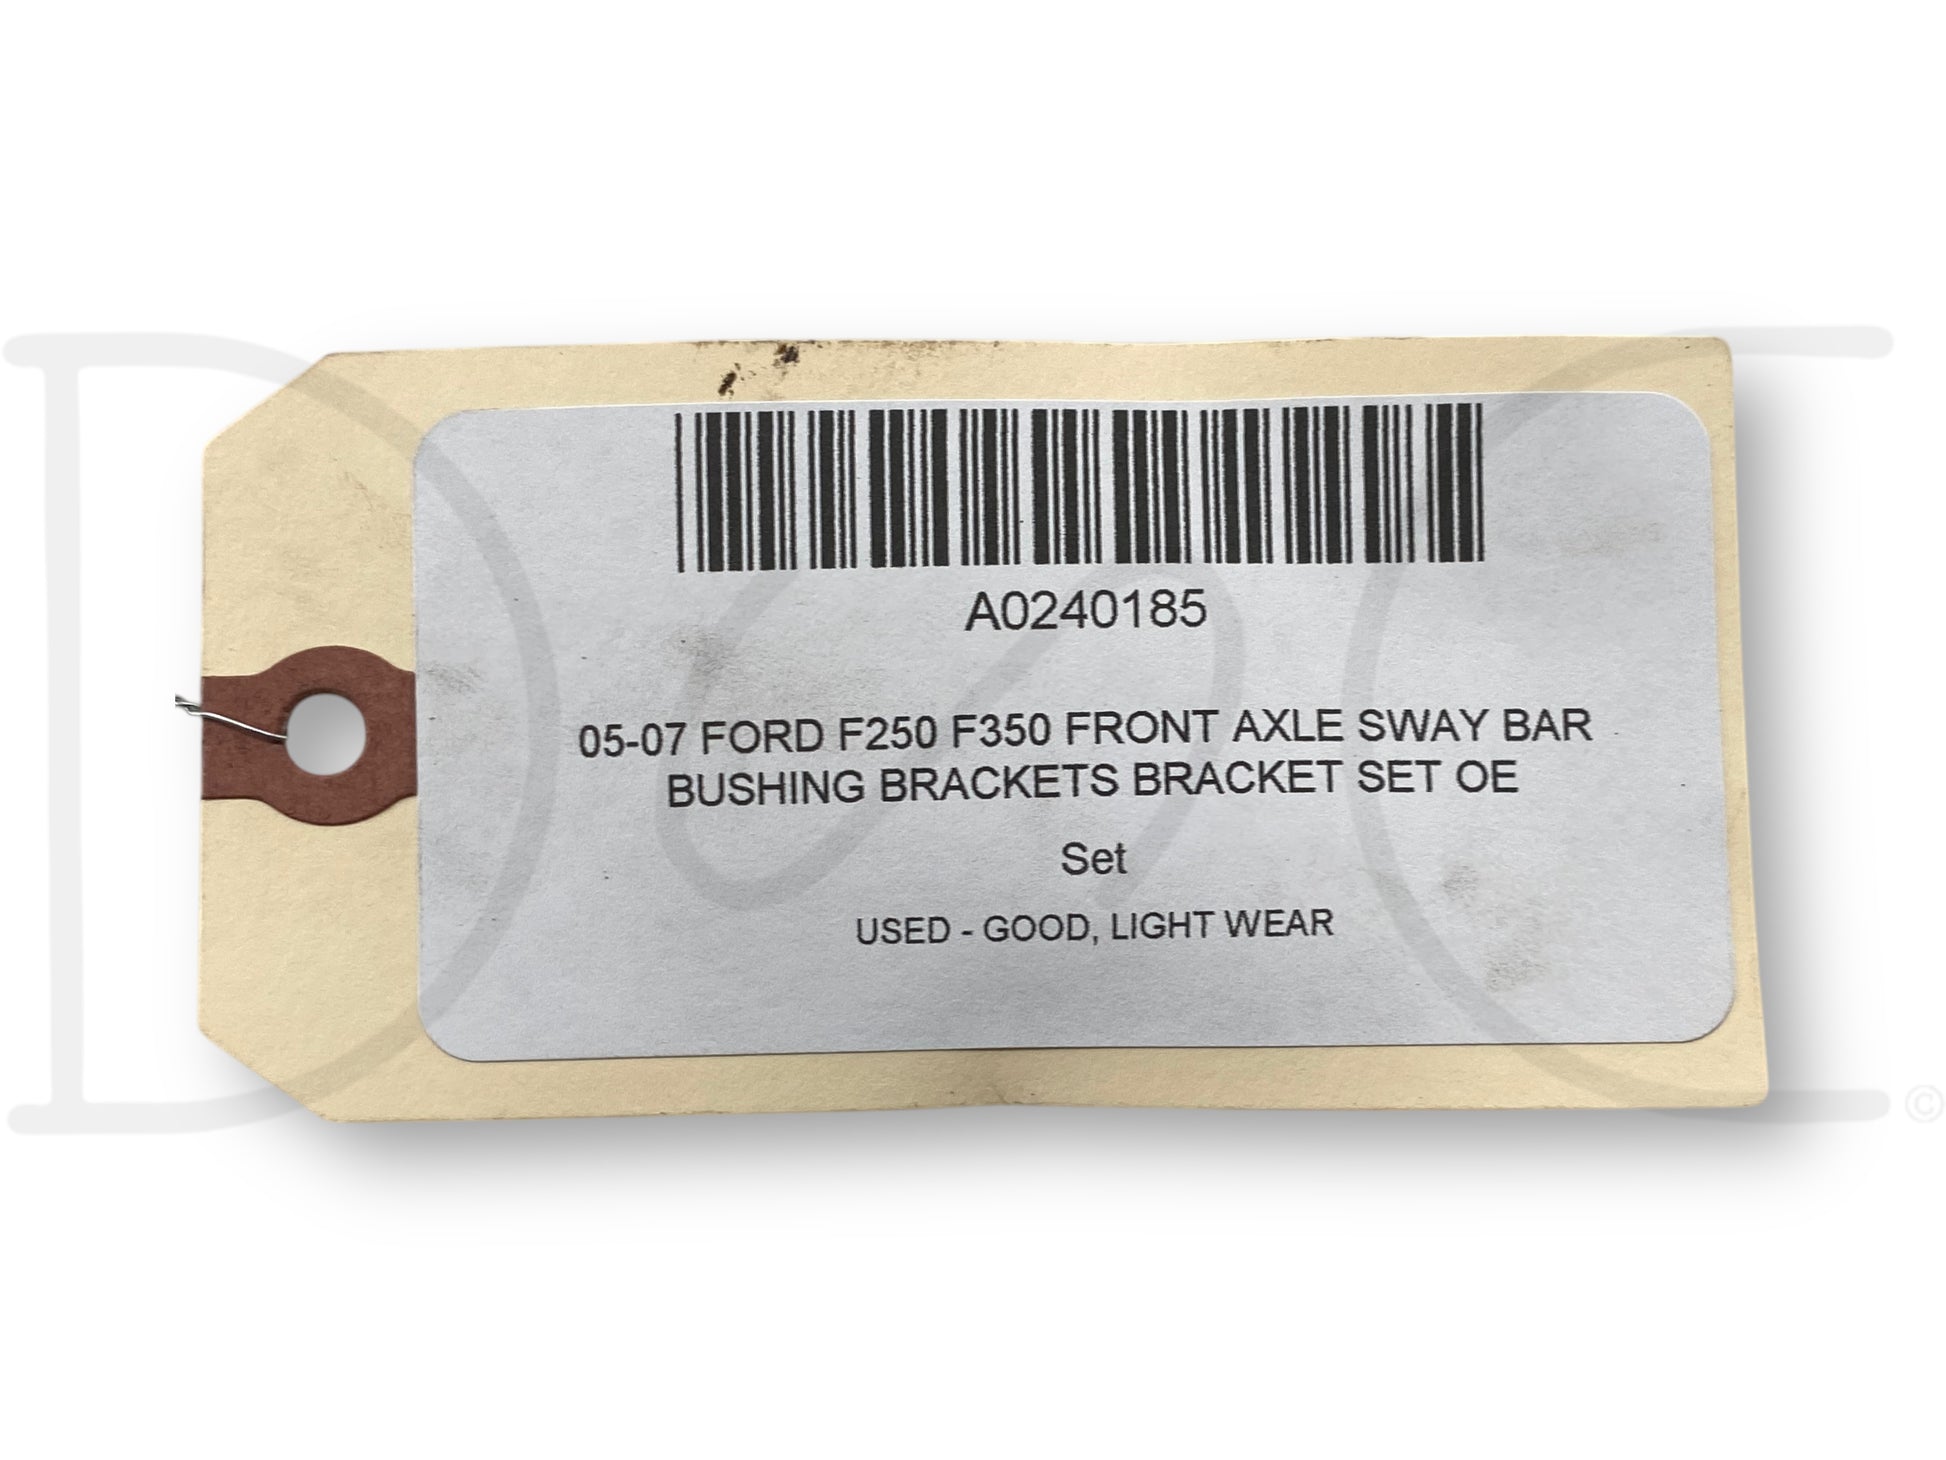 A0240185
05-07 FORD F250 F350 FRONT AXLE SWAY BAR
BUSHING BRACKETS BRACKET SET OE
Set
USED - GOOD, LIGHT WEAR
©